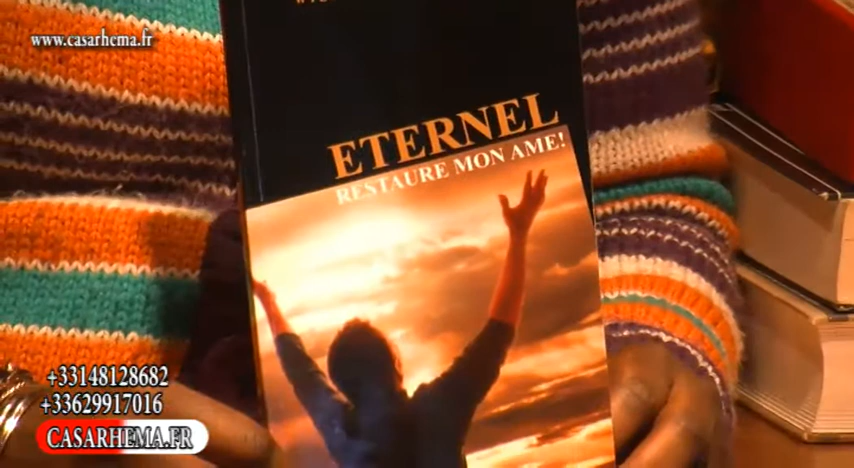 www.casarhema.fr
ETERNEL
RESTAURE MON AME!
+33148128682
+33629917016
CASARHEMA.FR